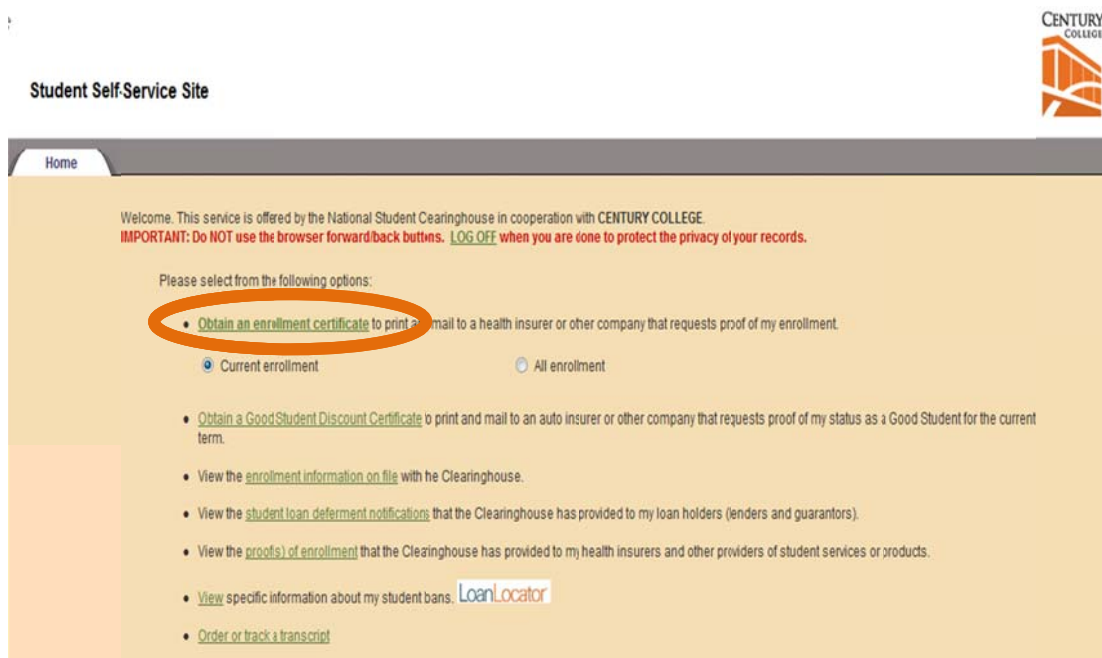 CENTURY
COLLEGE
Student Self-Service Site
Home
Welcome. This service is offered by the National Student Cearinghouse in cooperation with CENTURY COLLEGE.
IMPORTANT: Do NOT use the browser forward/back buttons. LOG OFF when you are done to protect the privacy of your records.
Please select from the following options:
• Obtain an enrollment certificate to print and mail to a health insurer or other company that requests proof of my enrollment.
Current enrollment All enrollment
• Obtain a Good Student Discount Certificate to print and mail to an auto insurer or other company that requests proof of my status as a Good Student for the current
term.
• View the enrollment information on file with he Clearinghouse.
• View the student loan deferment notifications that the Clearinghouse has provided to my loan holders (lenders and guarantors).
• View the proof(s) of enrollment that the Clearinghouse has provided to my health insurers and other providers of student services or products.
• View specific information about my student bans. LoanLocator
• Order or track a transcript